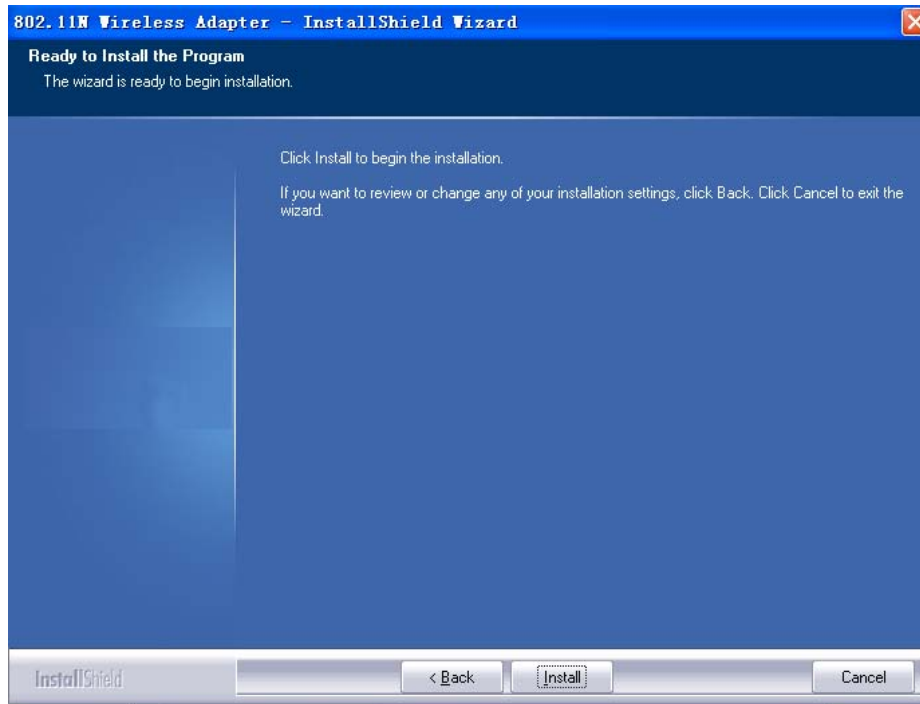 802.11N Wireless Adapter - InstallShield Wizard
Ready to Install the Program
The wizard is ready to begin installation.
Click Install to begin the installation.
If you want to review or change any of your installation settings, click Back. Click Cancel to exit the
wizard.
InstallShield
< Back
Install
Cancel